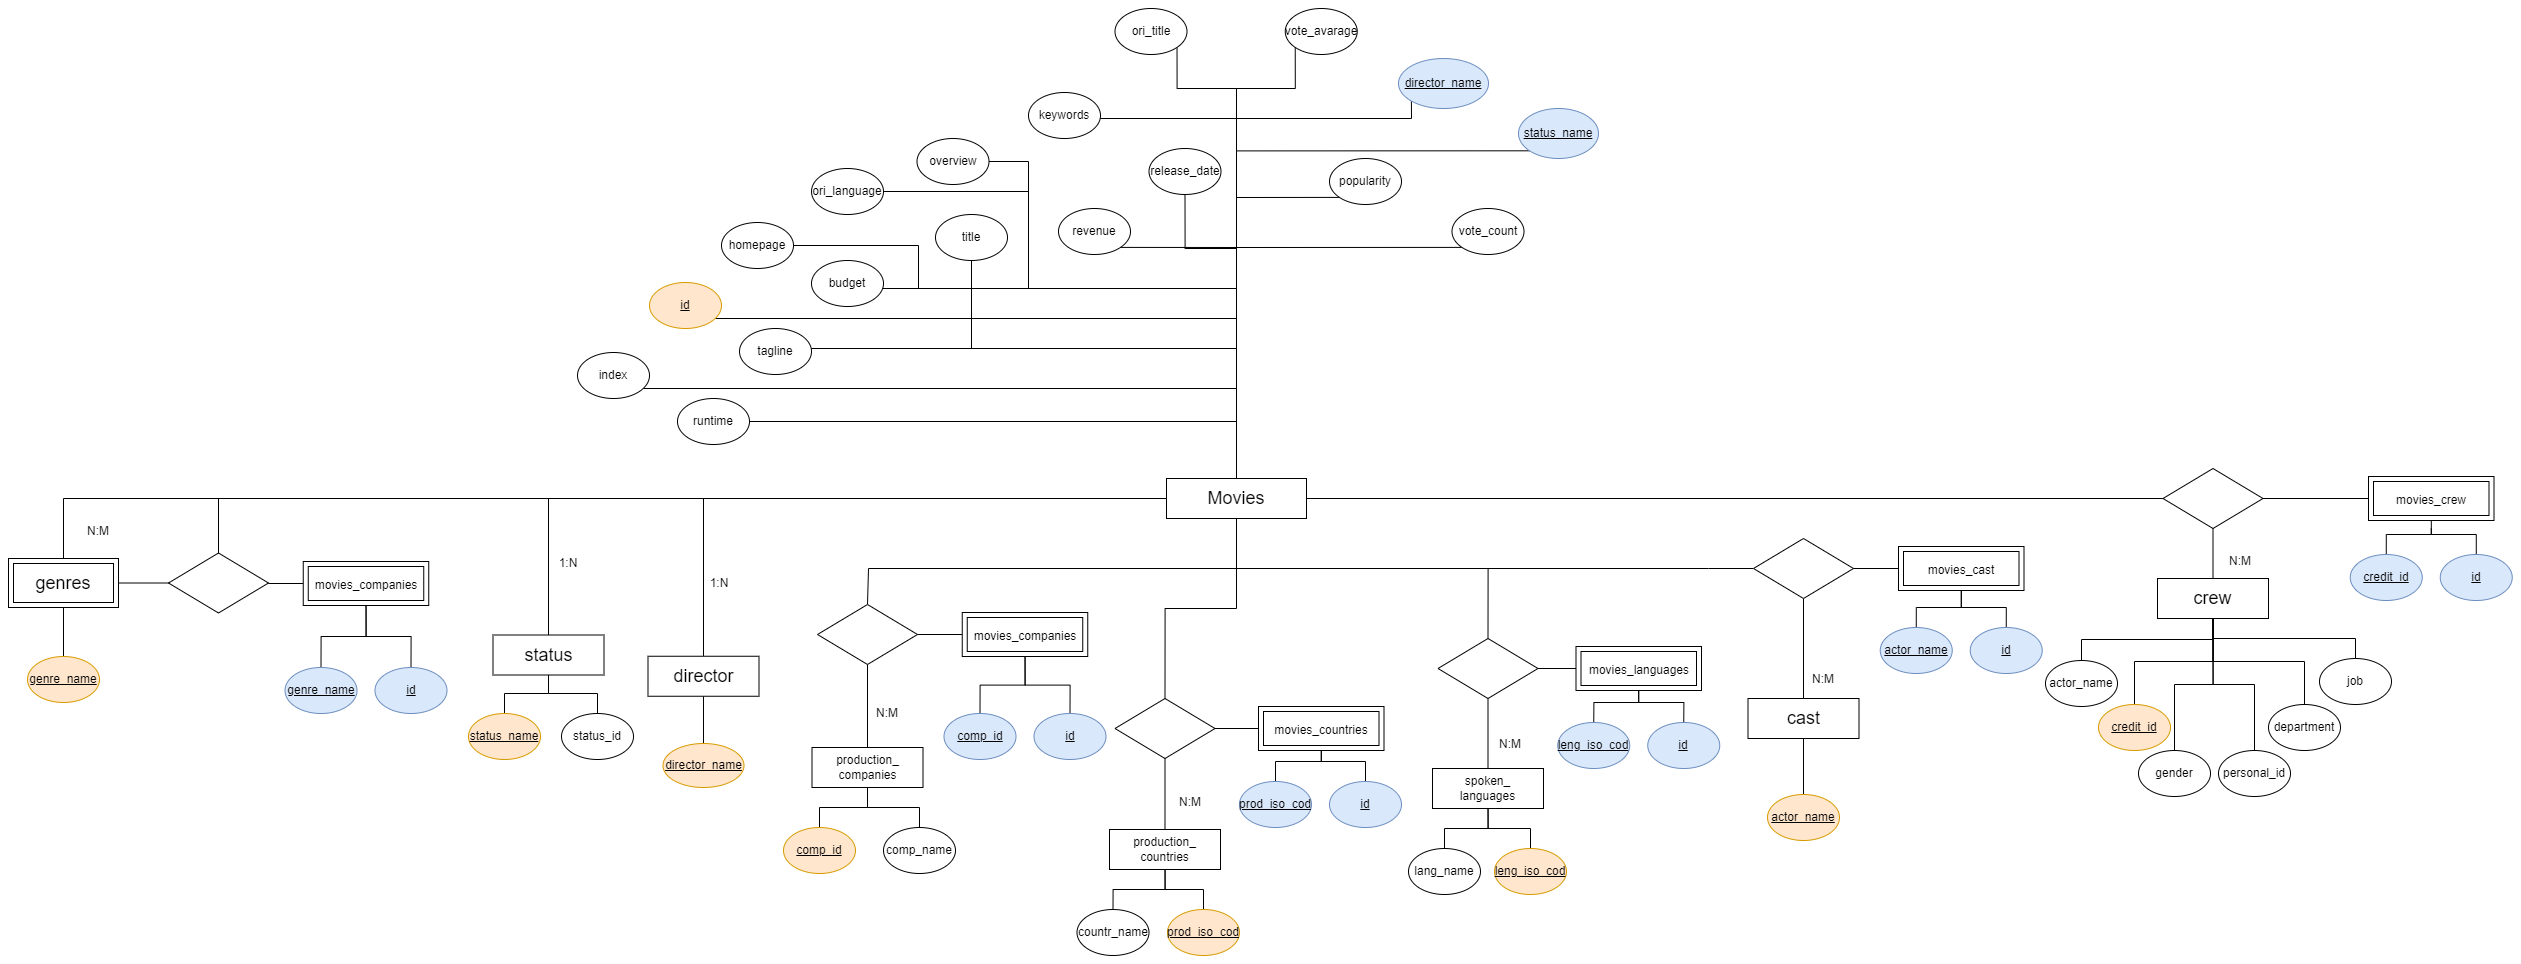 ori_title
vote_avarage
director_name
keywords
status_name
overview
release_date
popularity
ori_language
revenue
vote_count
title
homepage
budget
id
tagline
index
runtime
Movies
movies_crew
N:M
1:N
1:N
N:M
genres
movies_companies
movies_cast
credit_id
id
crew
movies_companies
status
director
movies_languages
actor_name
id
genre_name
genre_name
id
N:M
actor_name
job
N:M
cast
status_name
status_id
comp_id
id
movies_countries
N:M
leng_iso_cod
id
credit_id
department
director_name
production_
companies
gender
personal_id
spoken_
languages
N:M
prod_iso_cod
id
actor_name
comp_id
comp_name
production_
countries
lang_name
leng_iso_cod
countr_name
prod_iso_cod